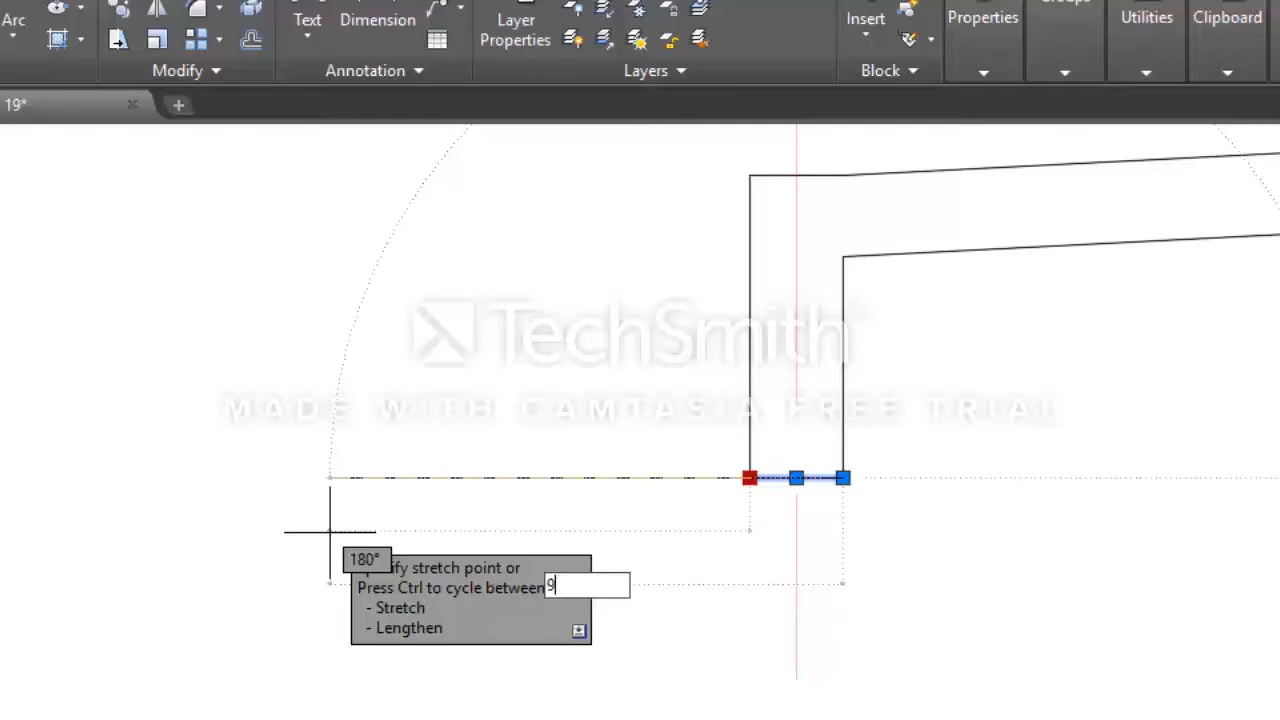 Arc
Text
Dimension
Layer
Properties
Insert
Properties
Utilities
Clipboard
Modify
Annotation
Layers
Block
19*
TechSmith
MADE WITH CAMTASIA FREE TRIAL
180°
stretch point or
Press Ctrl to cycle between
9
- Stretch
- Lengthen